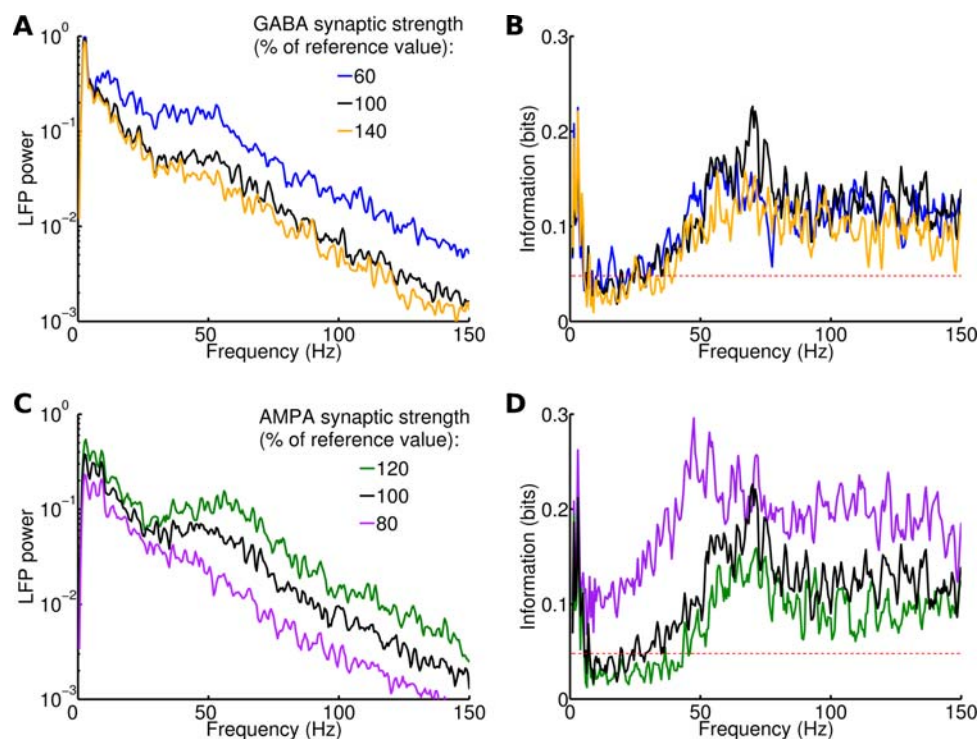 A
GABA synaptic strength
(% of reference value):
60
100
140
LFP power
10^0
10^-1
10^-2
10^-3
0
50
100
150
Frequency (Hz)
B
Information (bits)
0.3
0.2
0.1
0
0
50
100
150
Frequency (Hz)
C
AMPA synaptic strength
(% of reference value):
120
100
80
LFP power
10^0
10^-1
10^-2
10^-3
0
50
100
150
Frequency (Hz)
D
Information (bits)
0.3
0.2
0.1
0
0
50
100
150
Frequency (Hz)